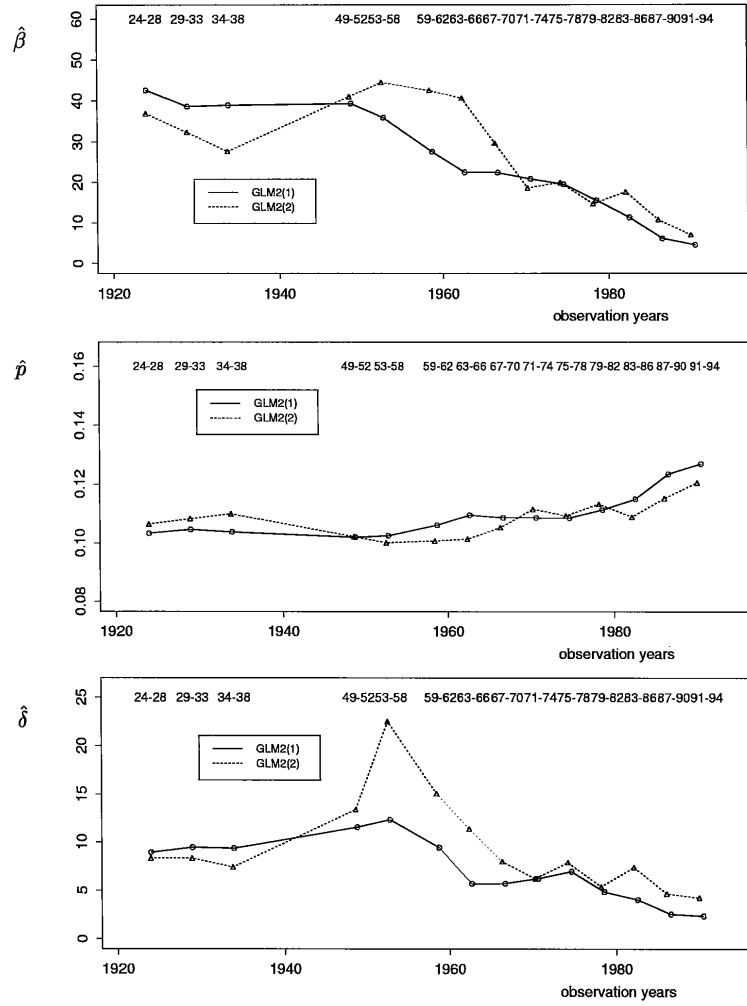 β̂
24-28 29-33 34-38 49-5253-58 59-6263-6667-7071-7475-7879-8283-8687-9091-94
60
50
40
30
20
10
0
GLM2(1)
GLM2(2)
1920 1940 1960 1980
observation years
p̂
24-28 29-33 34-38 49-52 53-58 59-62 63-66 67-70 71-74 75-78 79-82 83-86 87-90 91-94
0.16
0.14
0.12
0.10
0.08
GLM2(1)
GLM2(2)
1920 1940 1960 1980
observation years
δ̂
24-28 29-33 34-38 49-5253-58 59-6263-6667-7071-7475-7879-8283-8687-9091-94
25
20
15
10
5
0
GLM2(1)
GLM2(2)
1920 1940 1960 1980
observation years